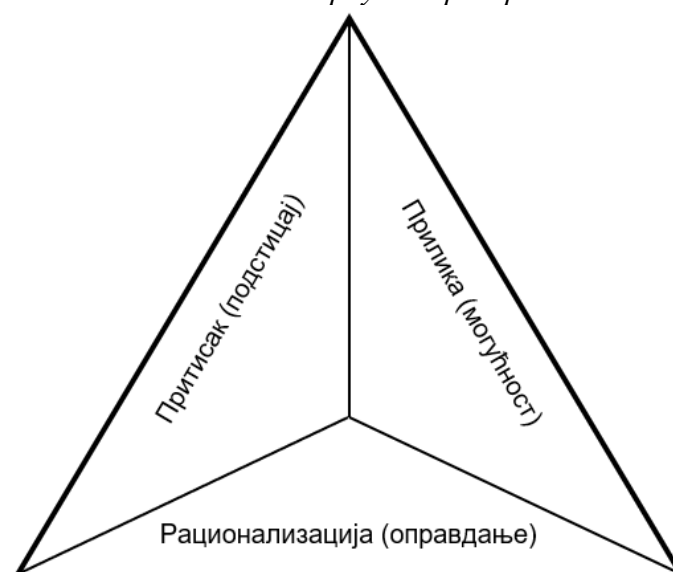 Притисак (подстицај)
Прилика (могућност)
Рационализација (оправдање)